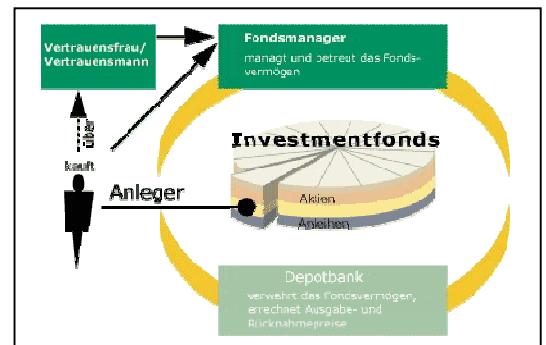 Vertrauensfrau/
Vertrauensmann
Fondsmanager
managt und betreut das Fonds-
vermögen
über
kauft
Anleger
Investmentfonds
Aktien
Anleihen
Depotbank
verwahrt das Fondsvermögen,
errechnet Ausgabe- und
Rücknahmepreise